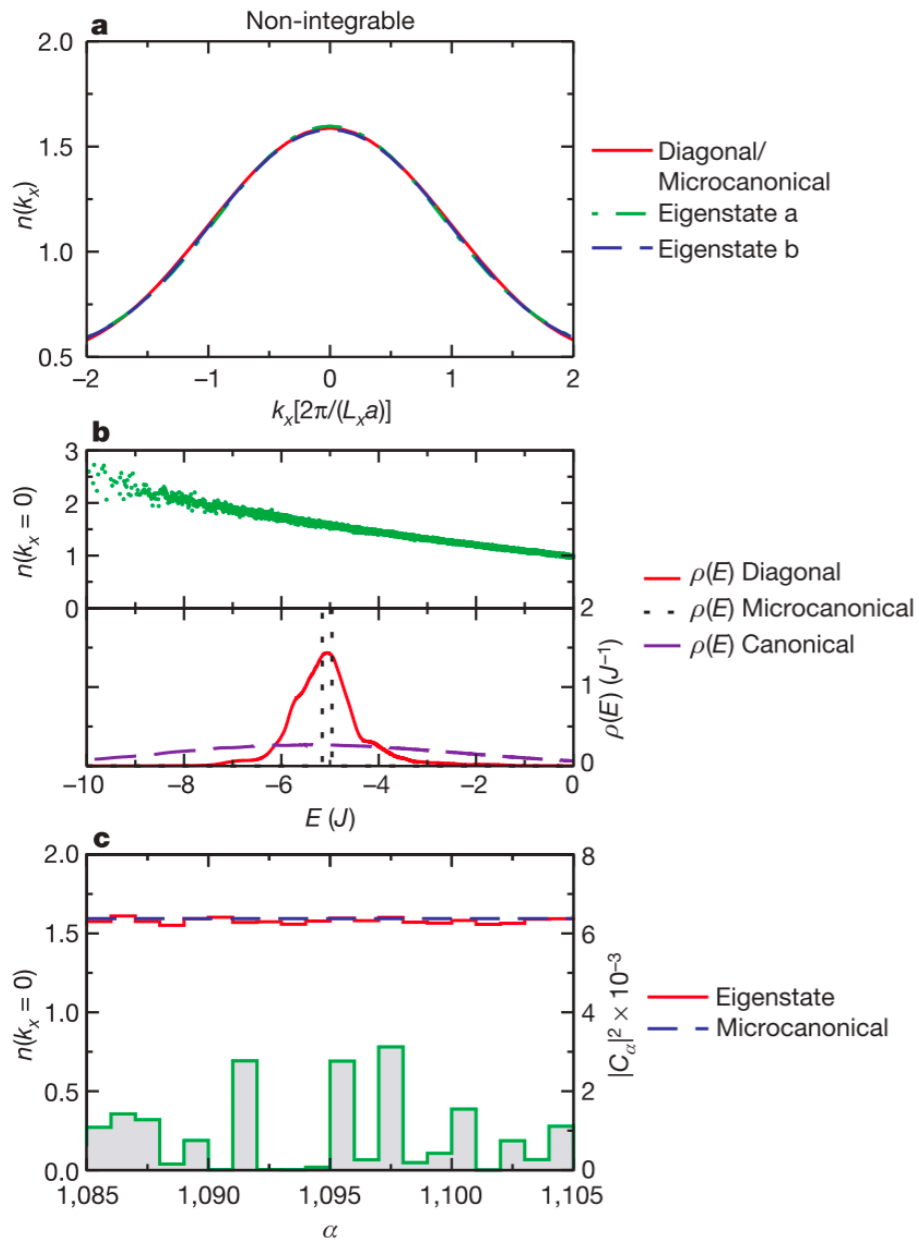 a
Non-integrable
2.0
1.5
1.0
0.5
n(kₓ)
−2
−1
0
1
2
kₓ[2π/(Lₓa)]
Diagonal/
Microcanonical
Eigenstate a
Eigenstate b
b
3
2
1
0
n(kₓ = 0)
2
1
0
ρ(E) (J⁻¹)
−10
−8
−6
−4
−2
0
E (J)
ρ(E) Diagonal
ρ(E) Microcanonical
ρ(E) Canonical
c
2.0
1.5
1.0
0.5
0.0
n(kₓ = 0)
8
6
4
2
0
|C_α|² × 10⁻³
1,085
1,090
1,095
1,100
1,105
α
Eigenstate
Microcanonical